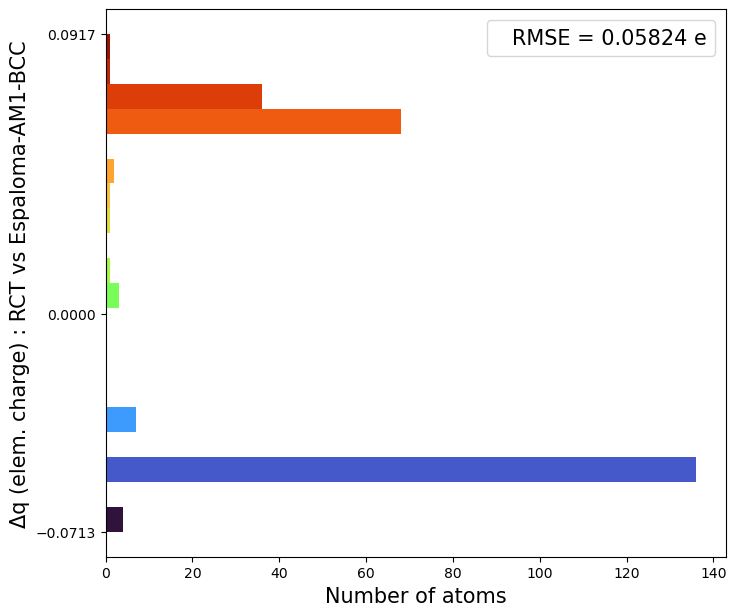 RMSE = 0.05824 e
Δq (elem. charge) : RCT vs Espaloma-AM1-BCC
0.0917
0.0000
−0.0713
0 20 40 60 80 100 120 140
Number of atoms